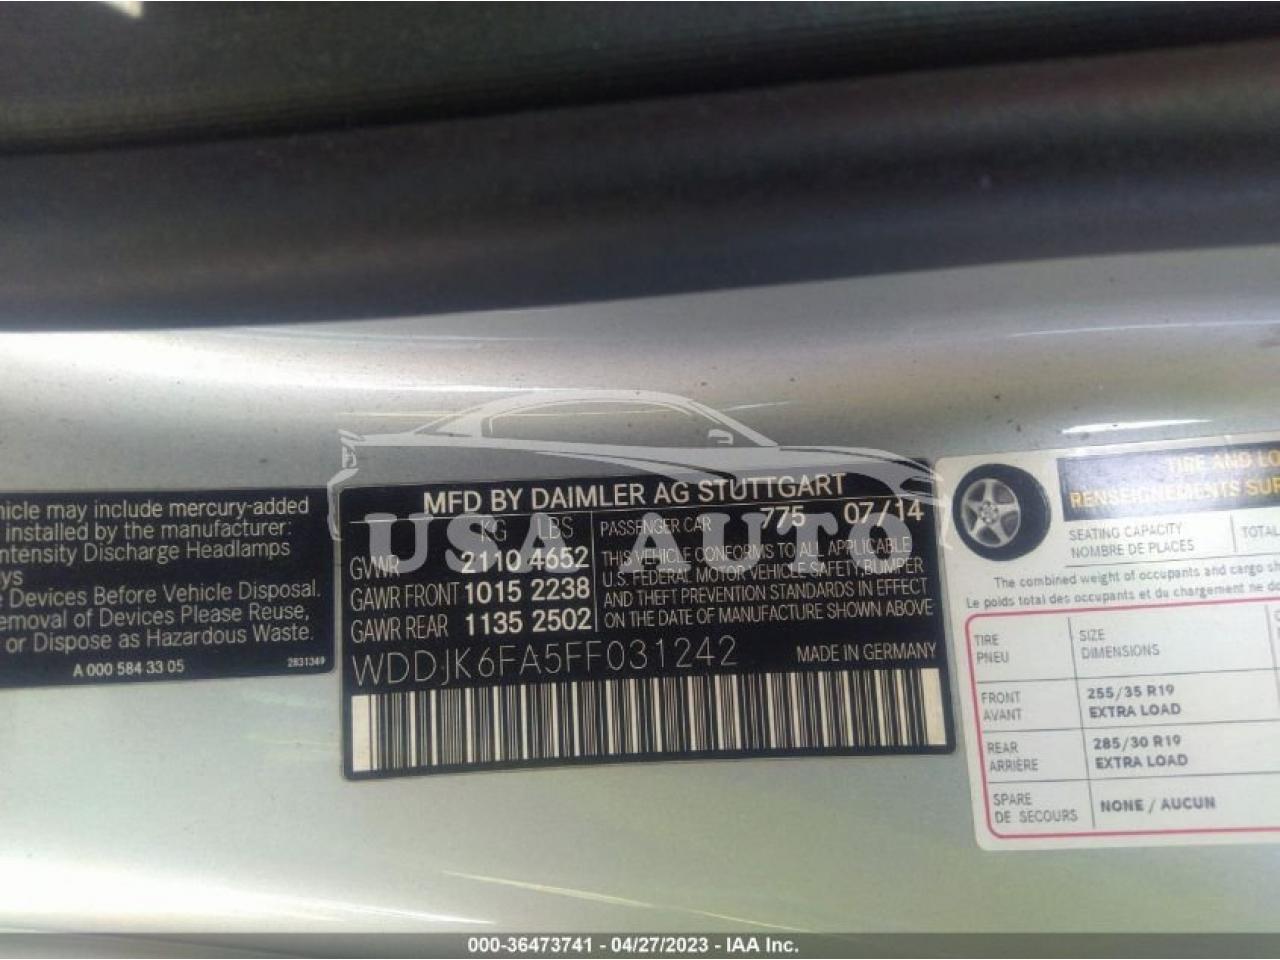 ehicle may include mercury-added
installed by the manufacturer:
ntensity Discharge Headlamps
ys
e Devices Before Vehicle Disposal.
emoval of Devices Please Reuse,
or Dispose as Hazardous Waste.
A 000 584 33 05
2831349
MFD BY DAIMLER AG STUTTGART
KG LBS
GVWR 2110 4652
GAWR FRONT 1015 2238
GAWR REAR 1135 2502
PASSENGER CAR 775 07/14
THIS VEHICLE CONFORMS TO ALL APPLICABLE
U.S. FEDERAL MOTOR VEHICLE SAFETY, BUMPER
AND THEFT PREVENTION STANDARDS IN EFFECT
ON THE DATE OF MANUFACTURE SHOWN ABOVE
WDDJK6FA5FF031242 MADE IN GERMANY
USA AUTO
TIRE AND LO
RENSEIGNEMENTS SUR
SEATING CAPACITY
NOMBRE DE PLACES
TOTAL
The combined weight of occupants and cargo sh
Le poids total des occupants et du chargement ne d
TIRE
PNEU
SIZE
DIMENSIONS
FRONT
AVANT
255/35 R19
EXTRA LOAD
REAR
ARRIÈRE
285/30 R19
EXTRA LOAD
SPARE
DE SECOURS
NONE / AUCUN
000-36473741 - 04/27/2023 - IAA Inc.